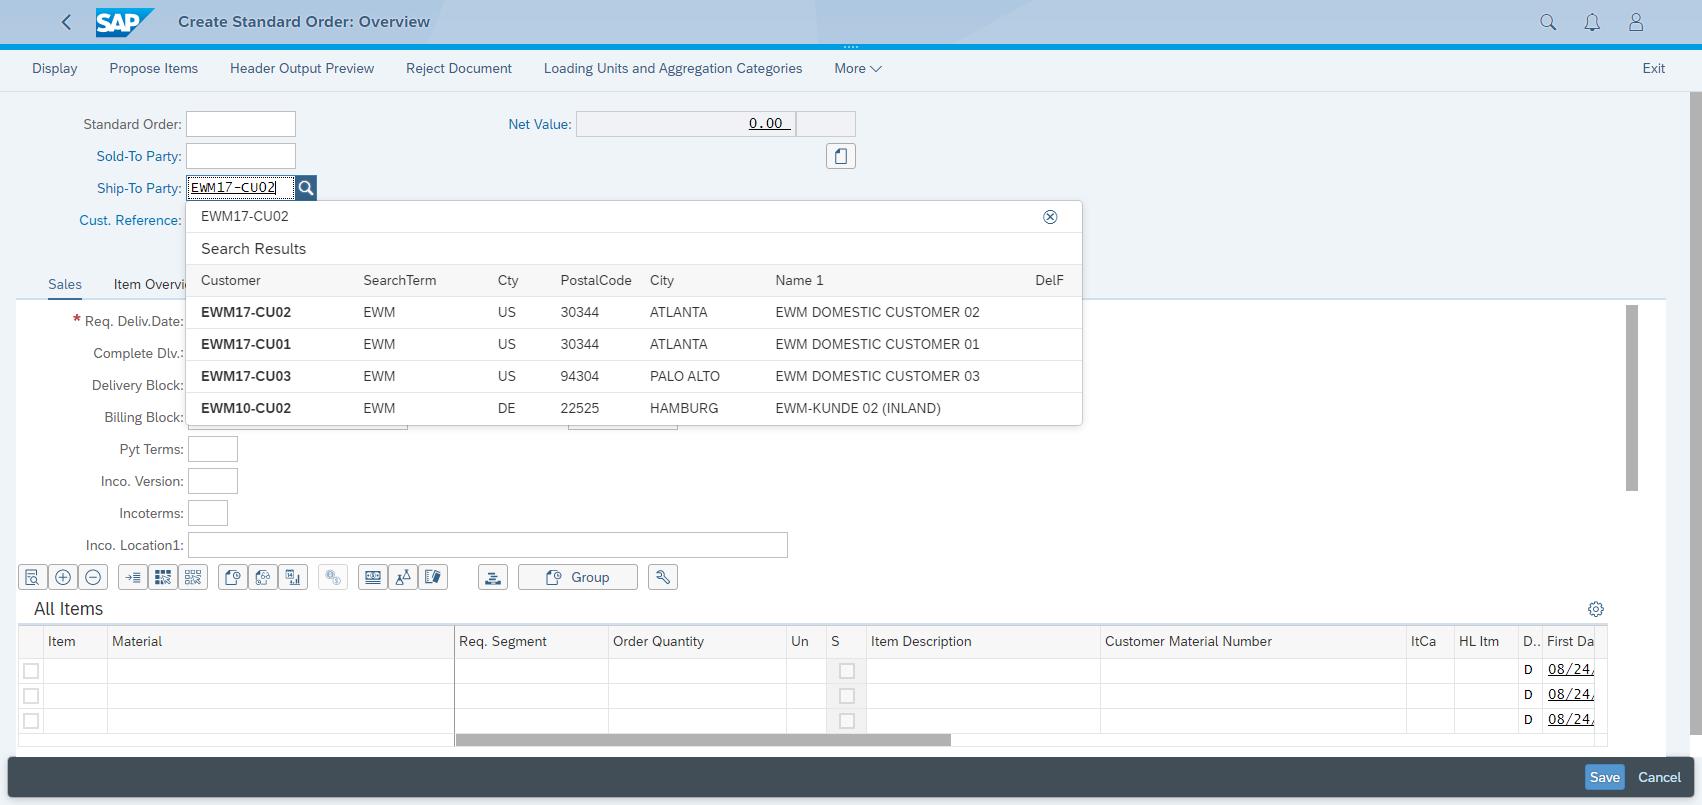 SAP Create Standard Order: Overview
Display Propose Items Header Output Preview Reject Document Loading Units and Aggregation Categories More Exit
Standard Order: Net Value: 0.00
Sold-To Party:
Ship-To Party: EWM17-CU02
Cust. Reference: EWM17-CU02
Search Results
Customer SearchTerm Cty PostalCode City Name 1 DelF
EWM17-CU02 EWM US 30344 ATLANTA EWM DOMESTIC CUSTOMER 02
EWM17-CU01 EWM US 30344 ATLANTA EWM DOMESTIC CUSTOMER 01
EWM17-CU03 EWM US 94304 PALO ALTO EWM DOMESTIC CUSTOMER 03
EWM10-CU02 EWM DE 22525 HAMBURG EWM-KUNDE 02 (INLAND)
Sales Item Overvi
* Req. Deliv.Date:
Complete Dlv.:
Delivery Block:
Billing Block:
Pyt Terms:
Inco. Version:
Incoterms:
Inco. Location1:
Group
All Items
Item Material Req. Segment Order Quantity Un S Item Description Customer Material Number ItCa HL Itm D.. First Da
D 08/24/
D 08/24/
D 08/24/
Save Cancel